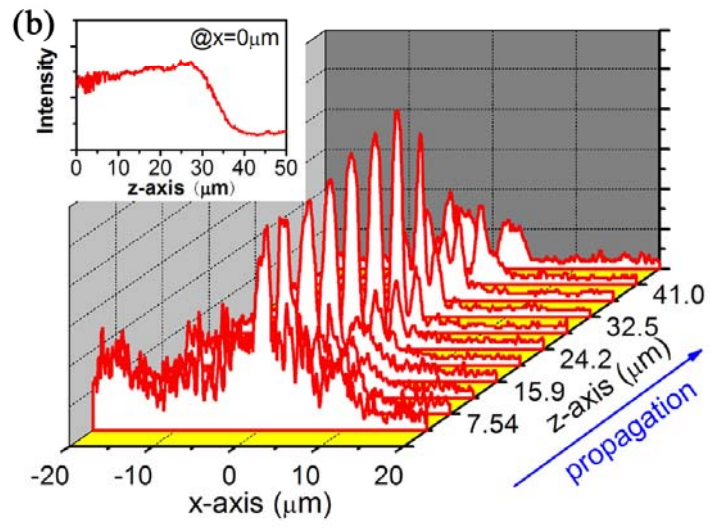 (b)
@x=0μm
Intensity
0 10 20 30 40 50
z-axis (μm)
41.0
32.5
24.2
15.9
7.54
z-axis (μm)
propagation
-20 -10 0 10 20
x-axis (μm)